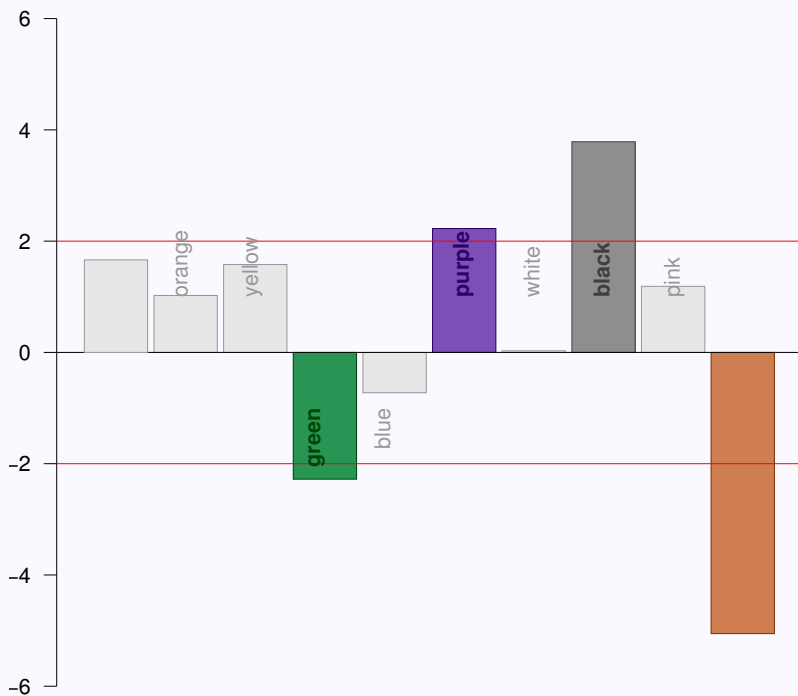 6
4
2
0
−2
−4
−6
orange
yellow
green
blue
purple
white
black
pink